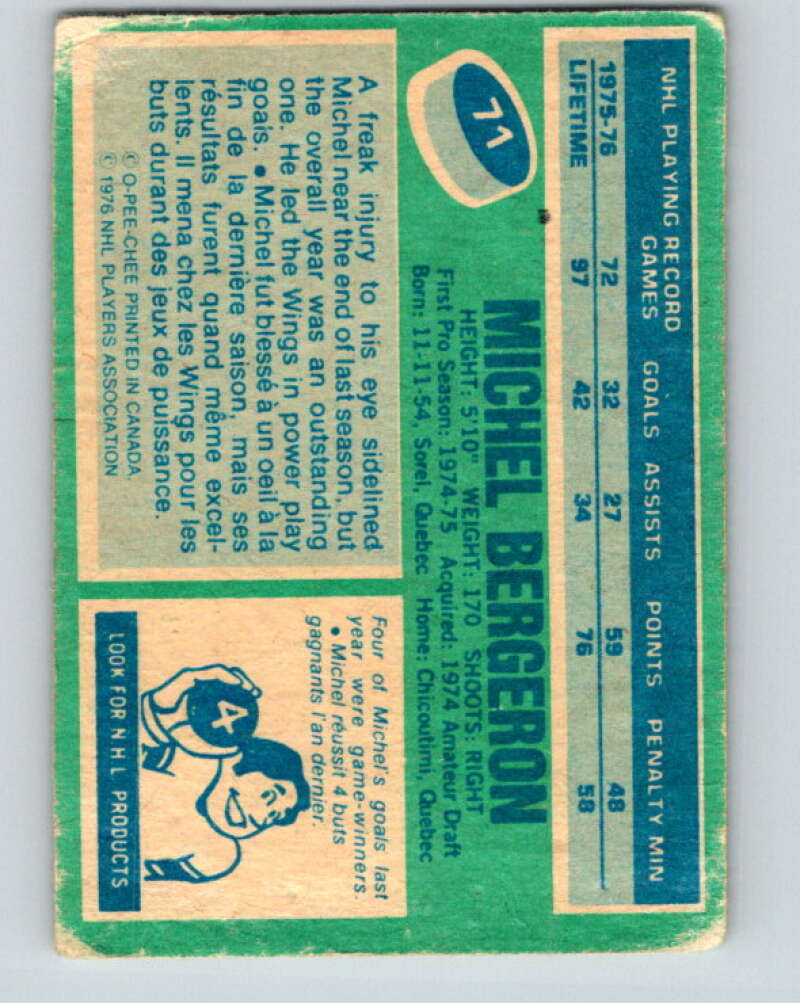 NHL PLAYING RECORD
GAMES GOALS ASSISTS POINTS PENALTY MIN
1975-76 72 32 27 59 48
LIFETIME 97 42 34 76 58
71
MICHEL BERGERON
HEIGHT: 5'10" WEIGHT: 170 SHOOTS: RIGHT
First Pro Season: 1974-75 Acquired: 1974 Amateur Draft
Born: 11-11-54, Sorel, Quebec Home: Chicoutimi, Quebec
A freak injury to his eye sidelined
Michel near the end of last season, but
the overall year was an outstanding
one. He led the Wings in power play
goals. • Michel fut blessé à un oeil à la
fin de la dernière saison, mais ses
résultats furent quand même excel-
lents. Il mena chez les Wings pour les
buts durant des jeux de puissance.
© O-PEE-CHEE PRINTED IN CANADA.
© 1976 NHL PLAYERS ASSOCIATION
Four of Michel's goals last
year were game-winners.
• Michel réussit 4 buts
gagnants l'an dernier.
4
LOOK FOR NHL PRODUCTS